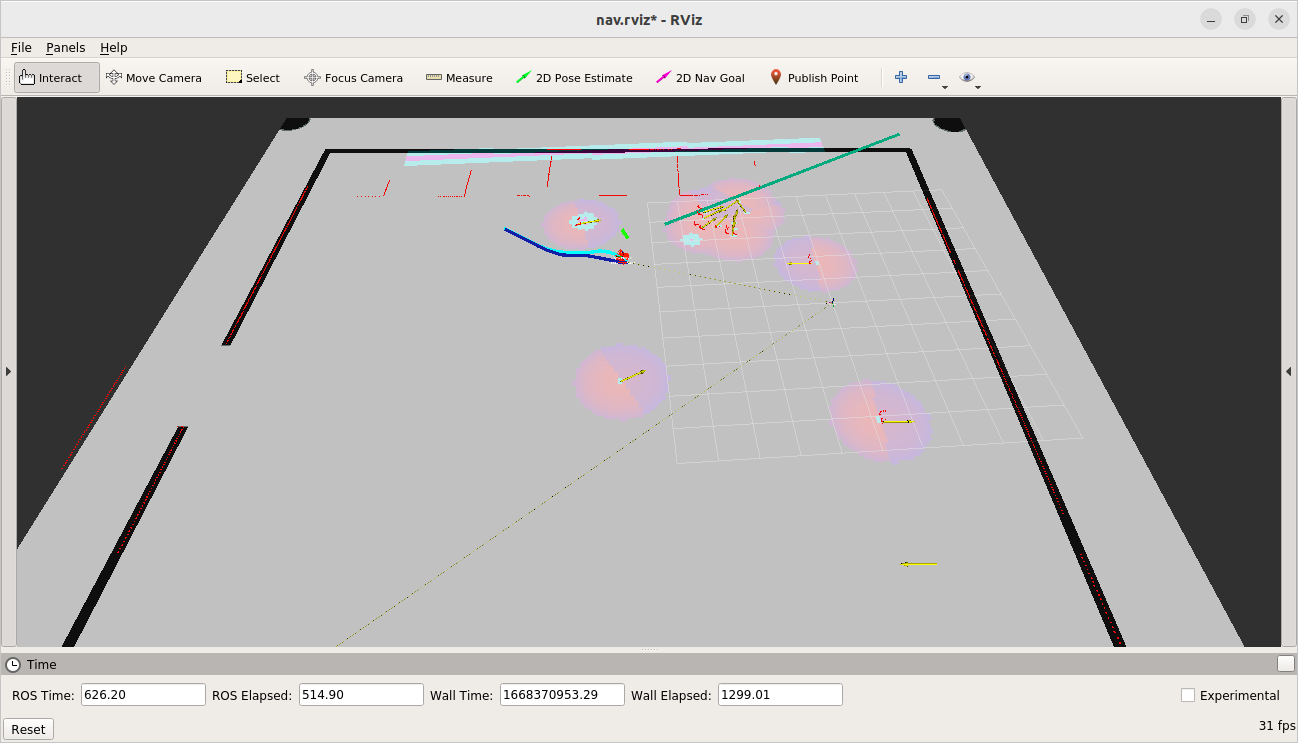 nav.rviz* - RViz
File Panels Help
Interact Move Camera Select Focus Camera Measure 2D Pose Estimate 2D Nav Goal Publish Point
Time
ROS Time: 626.20 ROS Elapsed: 514.90 Wall Time: 1668370953.29 Wall Elapsed: 1299.01 Experimental
Reset 31 fps